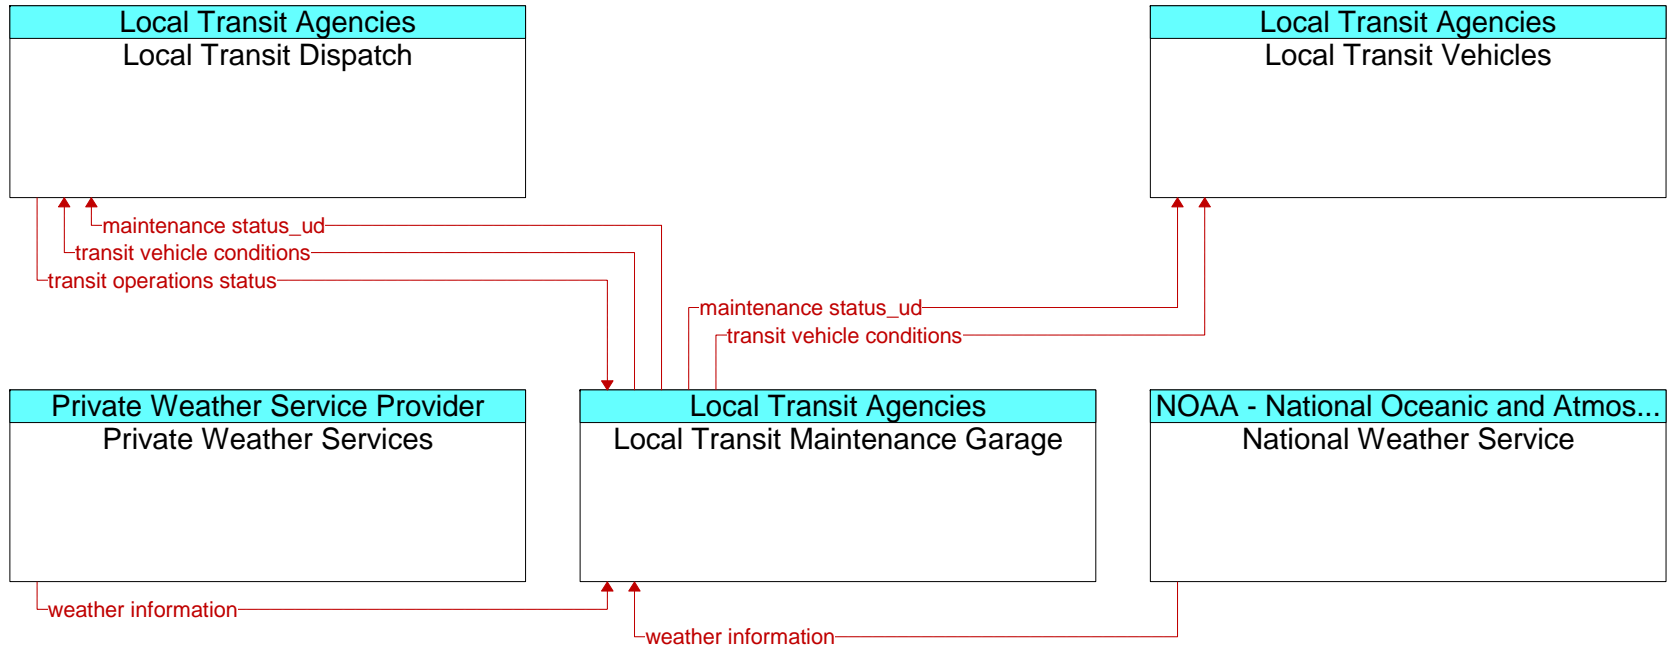 Local Transit Agencies
Local Transit Dispatch
Local Transit Agencies
Local Transit Vehicles
maintenance status_ud
transit vehicle conditions
transit operations status
maintenance status_ud
transit vehicle conditions
Private Weather Service Provider
Private Weather Services
Local Transit Agencies
Local Transit Maintenance Garage
NOAA - National Oceanic and Atmos...
National Weather Service
weather information
weather information